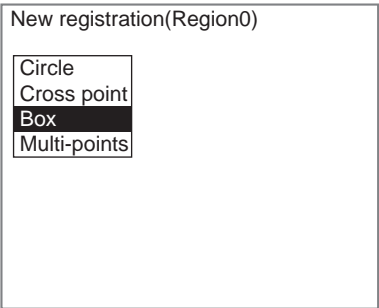 New registration(Region0)
Circle
Cross point
Box
Multi-points